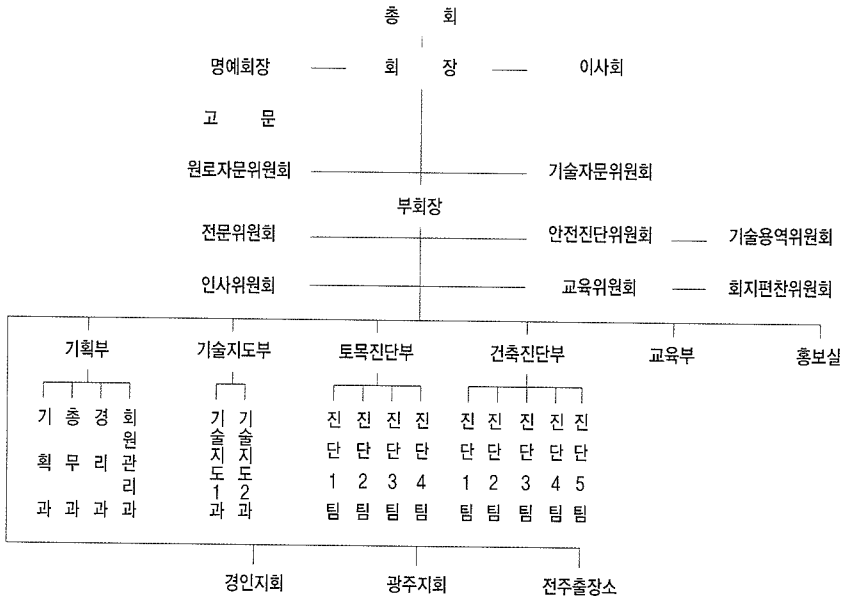 총 회
명예회장 회 장 이사회
고 문
원로자문위원회 기술자문위원회
부회장
전문위원회 안전진단위원회 기술용역위원회
인사위원회 교육위원회 회지편찬위원회
기획부 기술지도부 토목진단부 건축진단부 교육부 홍보실
기획과
총무과
경리과
회원관리과
기술지도1과
기술지도2과
진단1팀
진단2팀
진단3팀
진단4팀
진단1팀
진단2팀
진단3팀
진단4팀
진단5팀
경인지회 광주지회 전주출장소